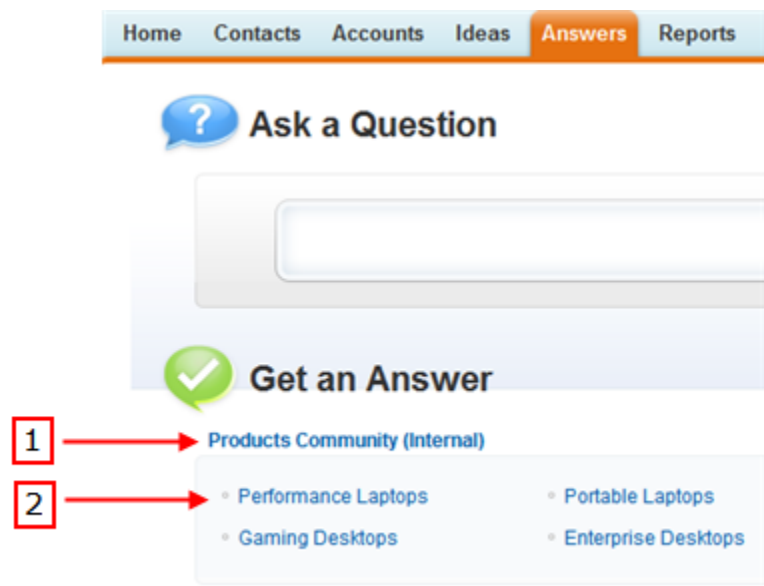 Home Contacts Accounts Ideas Answers Reports
?
Ask a Question
Get an Answer
1
Products Community (Internal)
2
Performance Laptops Portable Laptops
Gaming Desktops Enterprise Desktops